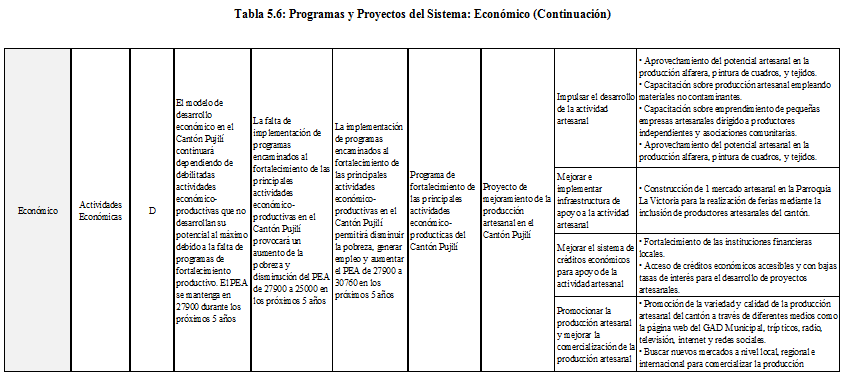 Tabla 5.6: Programas y Proyectos del Sistema: Económico (Continuación)
Económico
Actividades
Económicas
D
El modelo de
desarrollo
económico en el
Cantón Pujilí
continuará
dependiendo de
debilitadas
actividades
económico-
productivas que no
desarrollan su
potencial al máximo
debido a la falta de
programas de
fortalecimiento
productivo. El PEA
se mantenga en
27900 durante los
próximos 5 años
La falta de
implementación de
programas
encaminados al
fortalecimiento de las
principales
actividades
económico-
productivas en el
Cantón Pujilí
provocará un
aumento de la
pobreza y
disminución del PEA
de 27900 a 25000 en
los próximos 5 años
La implementación
de programas
encaminados al
fortalecimiento de
las principales
actividades
económico-
productivas en el
Cantón Pujilí
permitirá disminuir
la pobreza, generar
empleo y aumentar
el PEA de 27900 a
30760 en los
próximos 5 años
Programa de
fortalecimiento de
las principales
actividades
económico-
producticas del
Cantón Pujilí
Proyecto de
mejoramiento de la
producción
artesanal en el
Cantón Pujilí
Impulsar el desarrollo
de la actividad
artesanal
• Aprovechamiento del potencial artesanal en la
producción alfarera, pintura de cuadros, y tejidos.
• Capacitación sobre producción artesanal empleando
materiales no contaminantes.
• Capacitación sobre emprendimiento de pequeñas
empresas artesanales dirigido a productores
independientes y asociaciones comunitarias.
• Aprovechamiento del potencial artesanal en la
producción alfarera, pintura de cuadros, y tejidos.
Mejorar e
implementar
infraestructura de
apoyo a la actividad
artesanal
• Construcción de 1 mercado artesanal en la Parroquia
La Victoria para la realización de ferias mediante la
inclusión de productores artesanales del cantón.
Mejorar el sistema de
créditos económicos
para apoyo de la
actividad artesanal
• Fortalecimiento de las instituciones financieras
locales.
• Acceso de créditos económicos accesibles y con bajas
tasas de interés para el desarrollo de proyectos
artesanales.
Promocionar la
producción artesanal
y mejorar la
comercialización de la
producción artesanal
• Promoción de la variedad y calidad de la producción
artesanal del cantón a través de diferentes medios como
la página web del GAD Municipal, trípticos, radio,
televisión, internet y redes sociales.
• Buscar nuevos mercados a nivel local, regional e
internacional para comercializar la producción